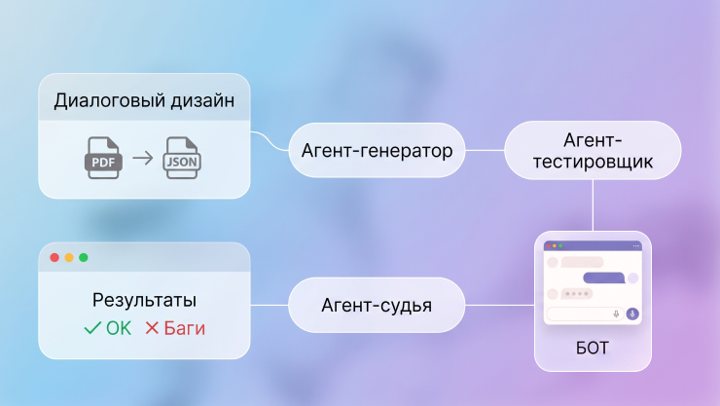 Диалоговый дизайн
PDF
JSON
Агент-генератор
Агент-
тестировщик
Результаты
OK
Баги
Агент-судья
БОТ